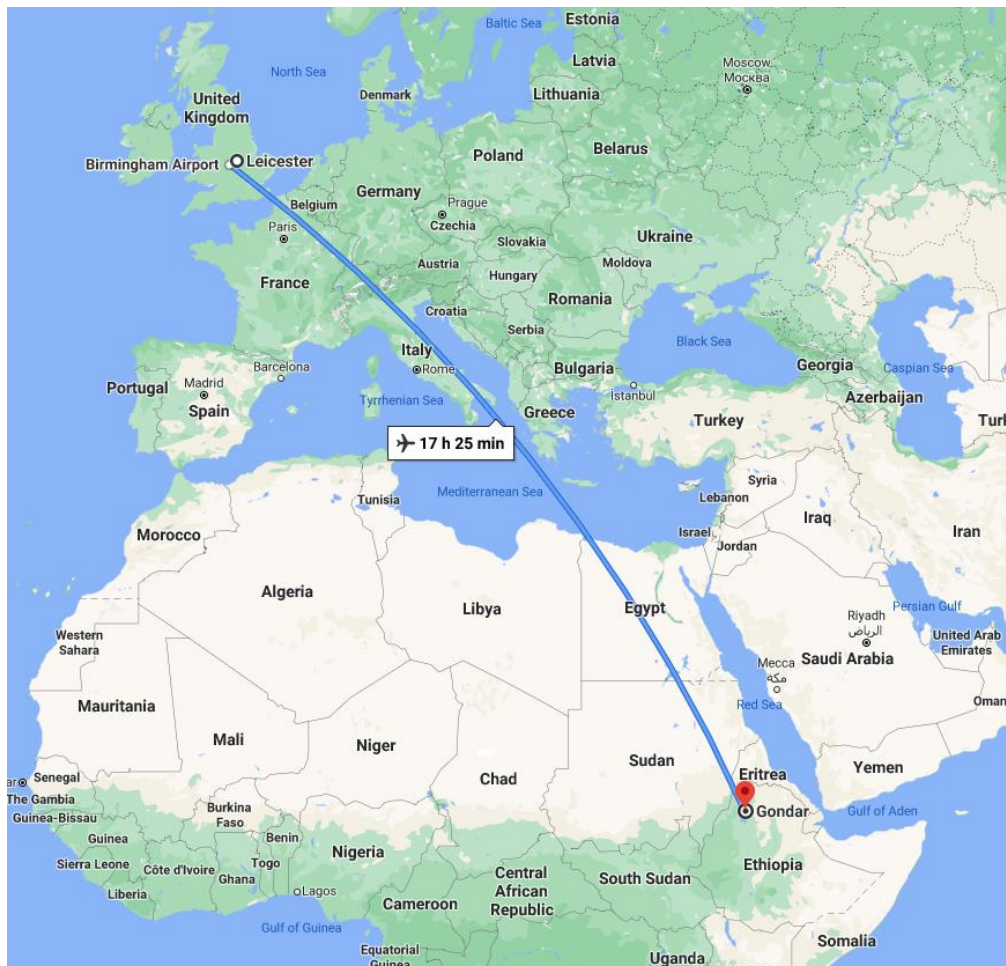 Baltic Sea
Estonia
Latvia
North Sea
Moscow
Москва
Denmark
Lithuania
United
Kingdom
Birmingham Airport
Leicester
Poland
Belarus
Germany
Belgium
Prague
Czechia
Paris
Ukraine
Slovakia
Austria
Moldova
Hungary
France
Romania
Croatia
Serbia
Black Sea
Italy
Georgia
Caspian Sea
Bulgaria
Barcelona
Rome
Portugal
Madrid
İstanbul
Azerbaijan
Spain
Tyrrhenian Sea
Greece
Turkey
Turk
17 h 25 min
Syria
Mediterranean Sea
Lebanon
Tunisia
Iraq
Iran
Morocco
Israel
Jordan
Algeria
Libya
Egypt
Persian Gulf
Riyadh
الرياض
Western
Sahara
United Arab
Emirates
Saudi Arabia
Mecca
مكة
Oman
Red Sea
Mauritania
Mali
Niger
Sudan
Chad
Eritrea
Yemen
ar
Senegal
The Gambia
Guinea-Bissau
Burkina
Faso
Gondar
Gulf of Aden
Guinea
Benin
Nigeria
Sierra Leone
Côte d'Ivoire
Togo
Ghana
Ethiopia
Central
African
Republic
South Sudan
Liberia
Lagos
Cameroon
Gulf of Guinea
Somalia
Equatorial
Guinea
Uganda